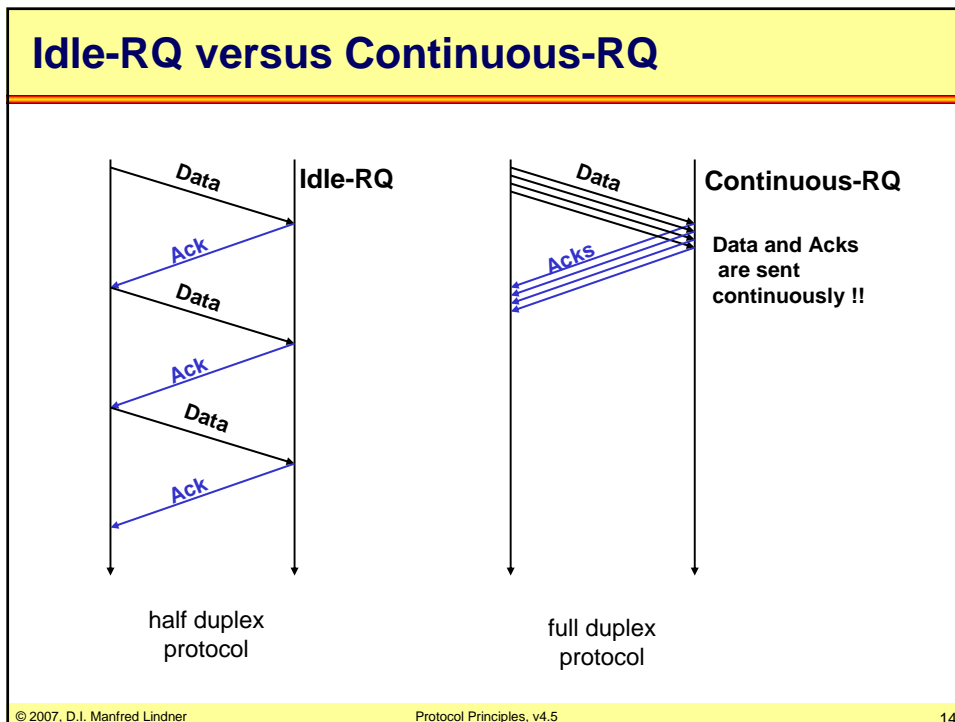 Idle-RQ versus Continuous-RQ
Data
Idle-RQ
Ack
Data
Ack
Data
Ack
half duplex
protocol
Data
Continuous-RQ
Acks
Data and Acks
are sent
continuously !!
full duplex
protocol
© 2007, D.I. Manfred Lindner
Protocol Principles, v4.5
14